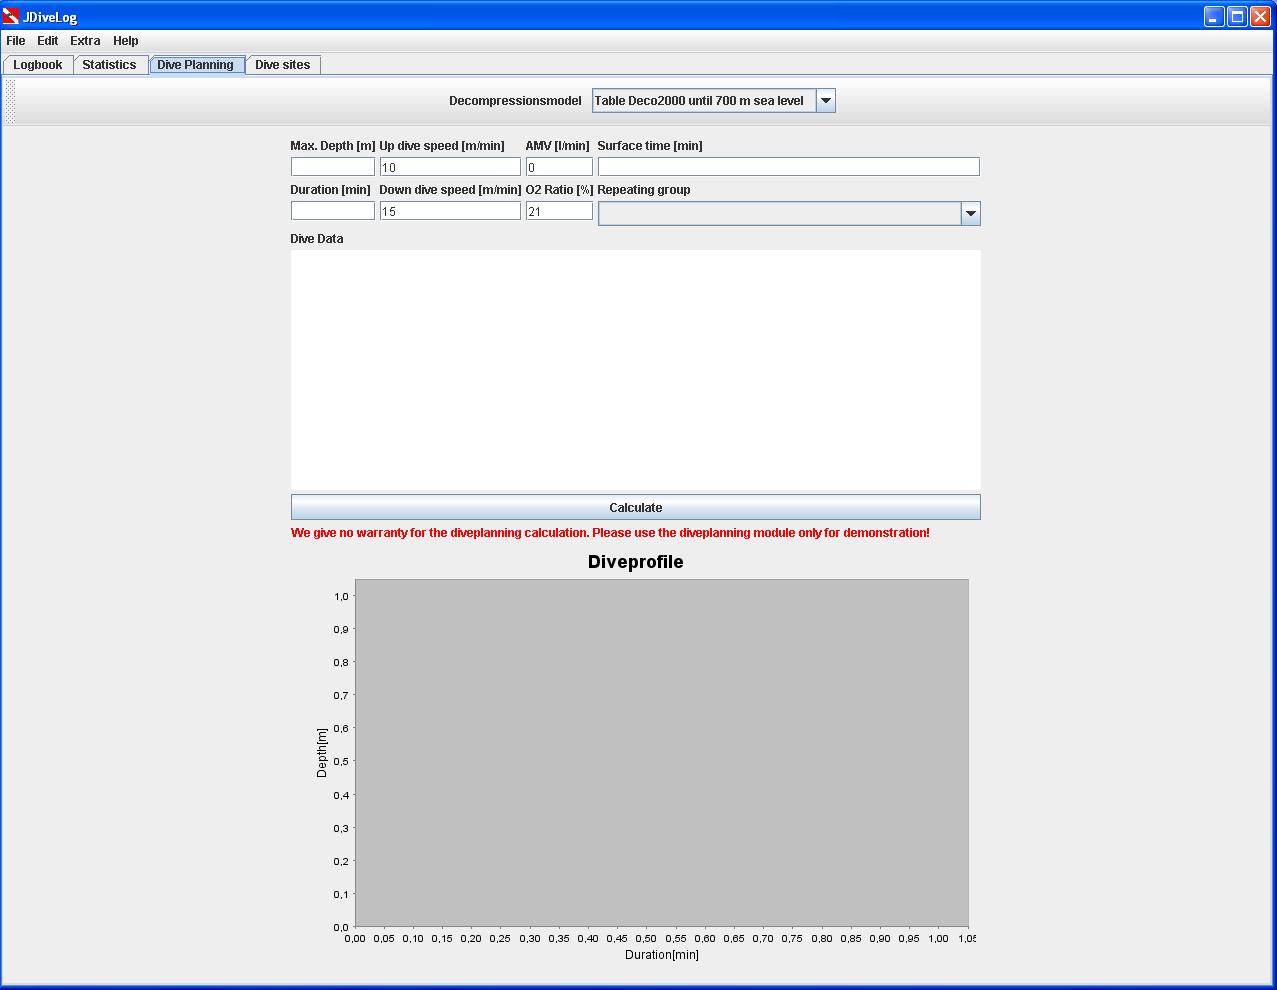 JDiveLog
File Edit Extra Help
Logbook Statistics Dive Planning Dive sites
Decompressionsmodel Table Deco2000 until 700 m sea level
Max. Depth [m] Up dive speed [m/min] AMV [l/min] Surface time [min]
10 0
Duration [min] Down dive speed [m/min] O2 Ratio [%] Repeating group
15 21
Dive Data
Calculate
We give no warranty for the diveplanning calculation. Please use the diveplanning module only for demonstration!
Diveprofile
1,0
0,9
0,8
0,7
0,6
0,5
0,4
0,3
0,2
0,1
0,0
Depth[m]
0,00 0,05 0,10 0,15 0,20 0,25 0,30 0,35 0,40 0,45 0,50 0,55 0,60 0,65 0,70 0,75 0,80 0,85 0,90 0,95 1,00 1,05
Duration[min]